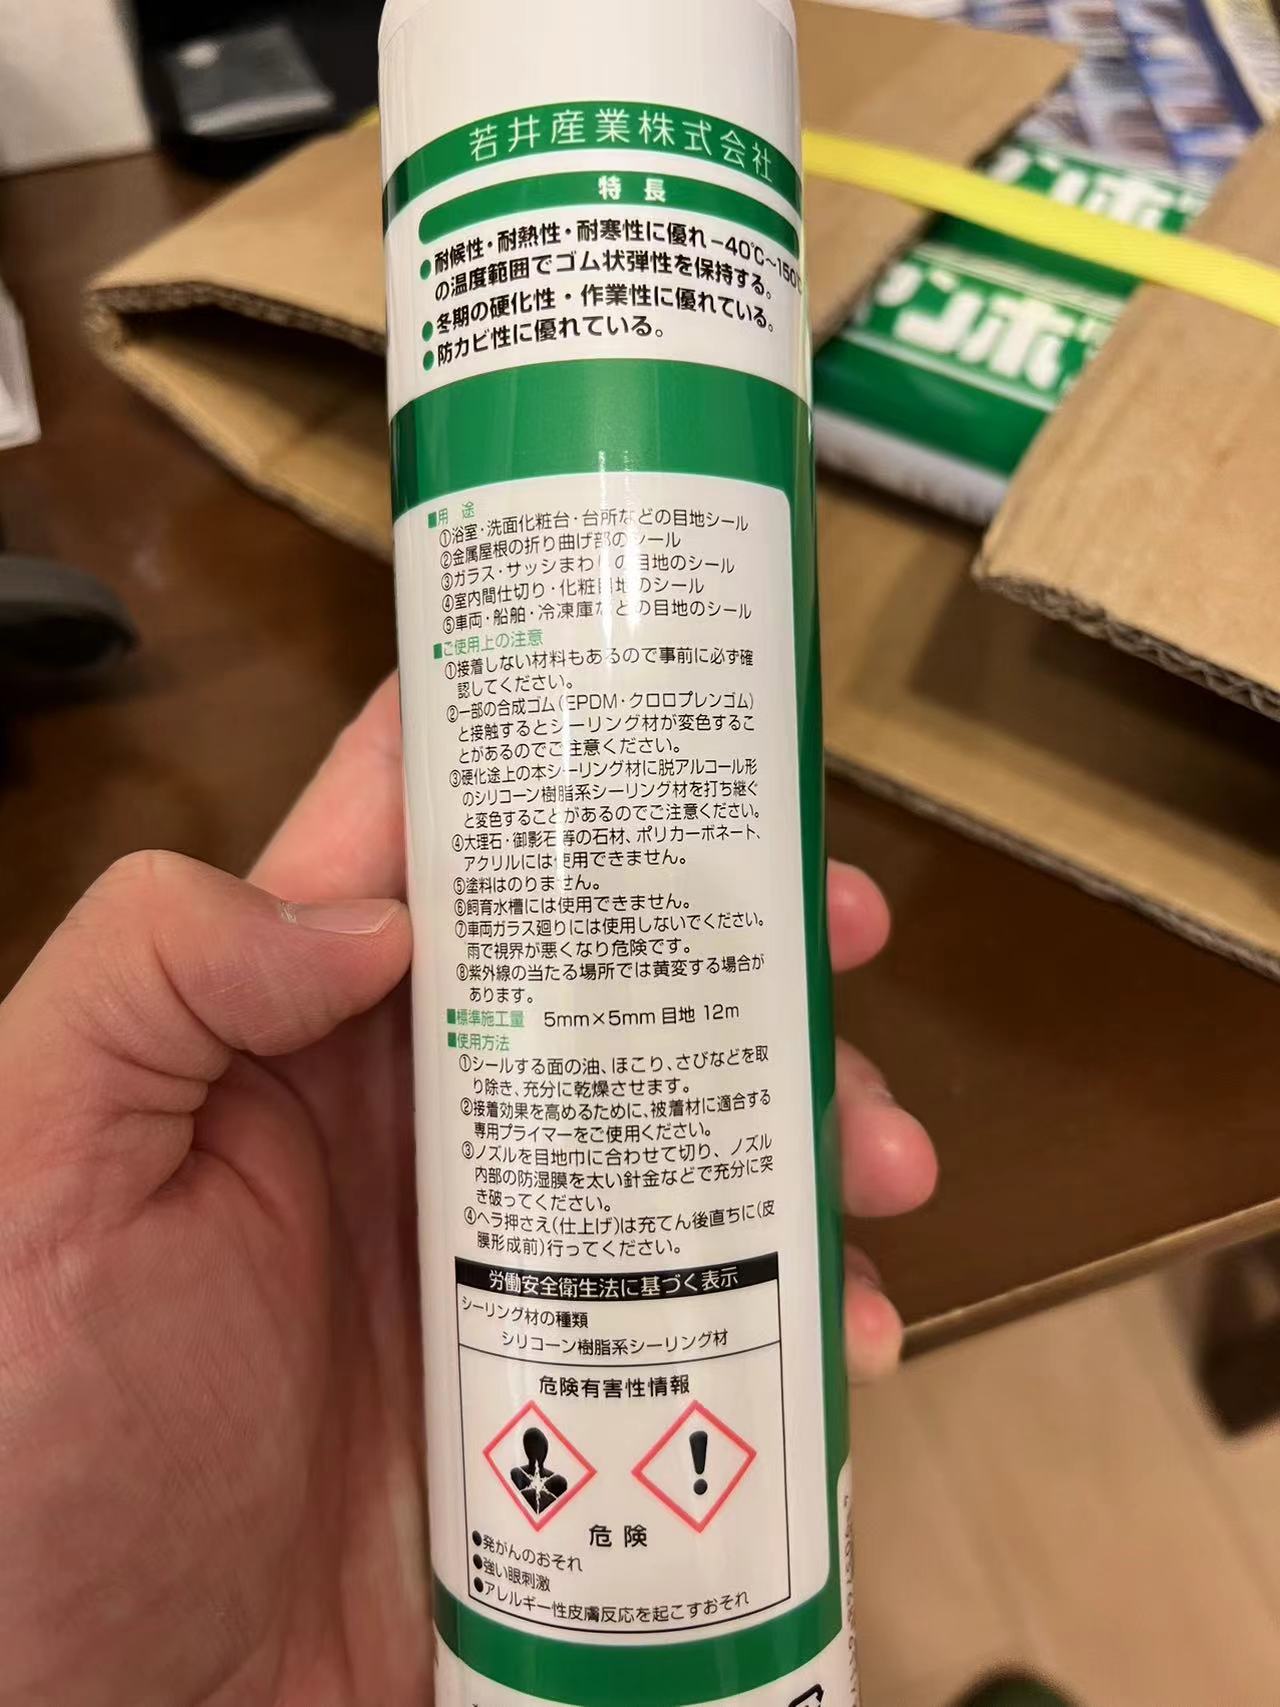 若井産業株式会社
特長
●耐候性・耐熱性・耐寒性に優れ−40℃〜150℃
の温度範囲でゴム状弾性を保持する。
●冬期の硬化性・作業性に優れている。
●防カビ性に優れている。
■用途
①浴室・洗面化粧台・台所などの目地シール
②金属屋根の折り曲げ部のシール
③ガラス・サッシまわりの目地のシール
④室内間仕切り・化粧目地のシール
⑤車両・船舶・冷凍庫などの目地のシール
■ご使用上の注意
①接着しない材料もあるので事前に必ず確
認してください。
②一部の合成ゴム(EPDM・クロロプレンゴム)
と接触するとシーリング材が変色するこ
とがあるのでご注意ください。
③硬化途上の本シーリング材に脱アルコール形
のシリコーン樹脂系シーリング材を打ち継ぐ
と変色することがあるのでご注意ください。
④大理石・御影石等の石材、ポリカーボネート、
アクリルには使用できません。
⑤塗料はのりません。
⑥飼育水槽には使用できません。
⑦車両ガラス廻りには使用しないでください。
雨で視界が悪くなり危険です。
⑧紫外線の当たる場所では黄変する場合が
あります。
■標準施工量 5mm×5mm 目地 12m
■使用方法
①シールする面の油、ほこり、さびなどを取
り除き、充分に乾燥させます。
②接着効果を高めるために、被着材に適合する
専用プライマーをご使用ください。
③ノズルを目地巾に合わせて切り、ノズル
内部の防湿膜を太い針金などで充分に突
き破ってください。
④ヘラ押さえ(仕上げ)は充てん後直ちに(皮
膜形成前)行ってください。
労働安全衛生法に基づく表示
シーリング材の種類
シリコーン樹脂系シーリング材
危険有害性情報
危険
●発がんのおそれ
●強い眼刺激
●アレルギー性皮膚反応を起こすおそれ